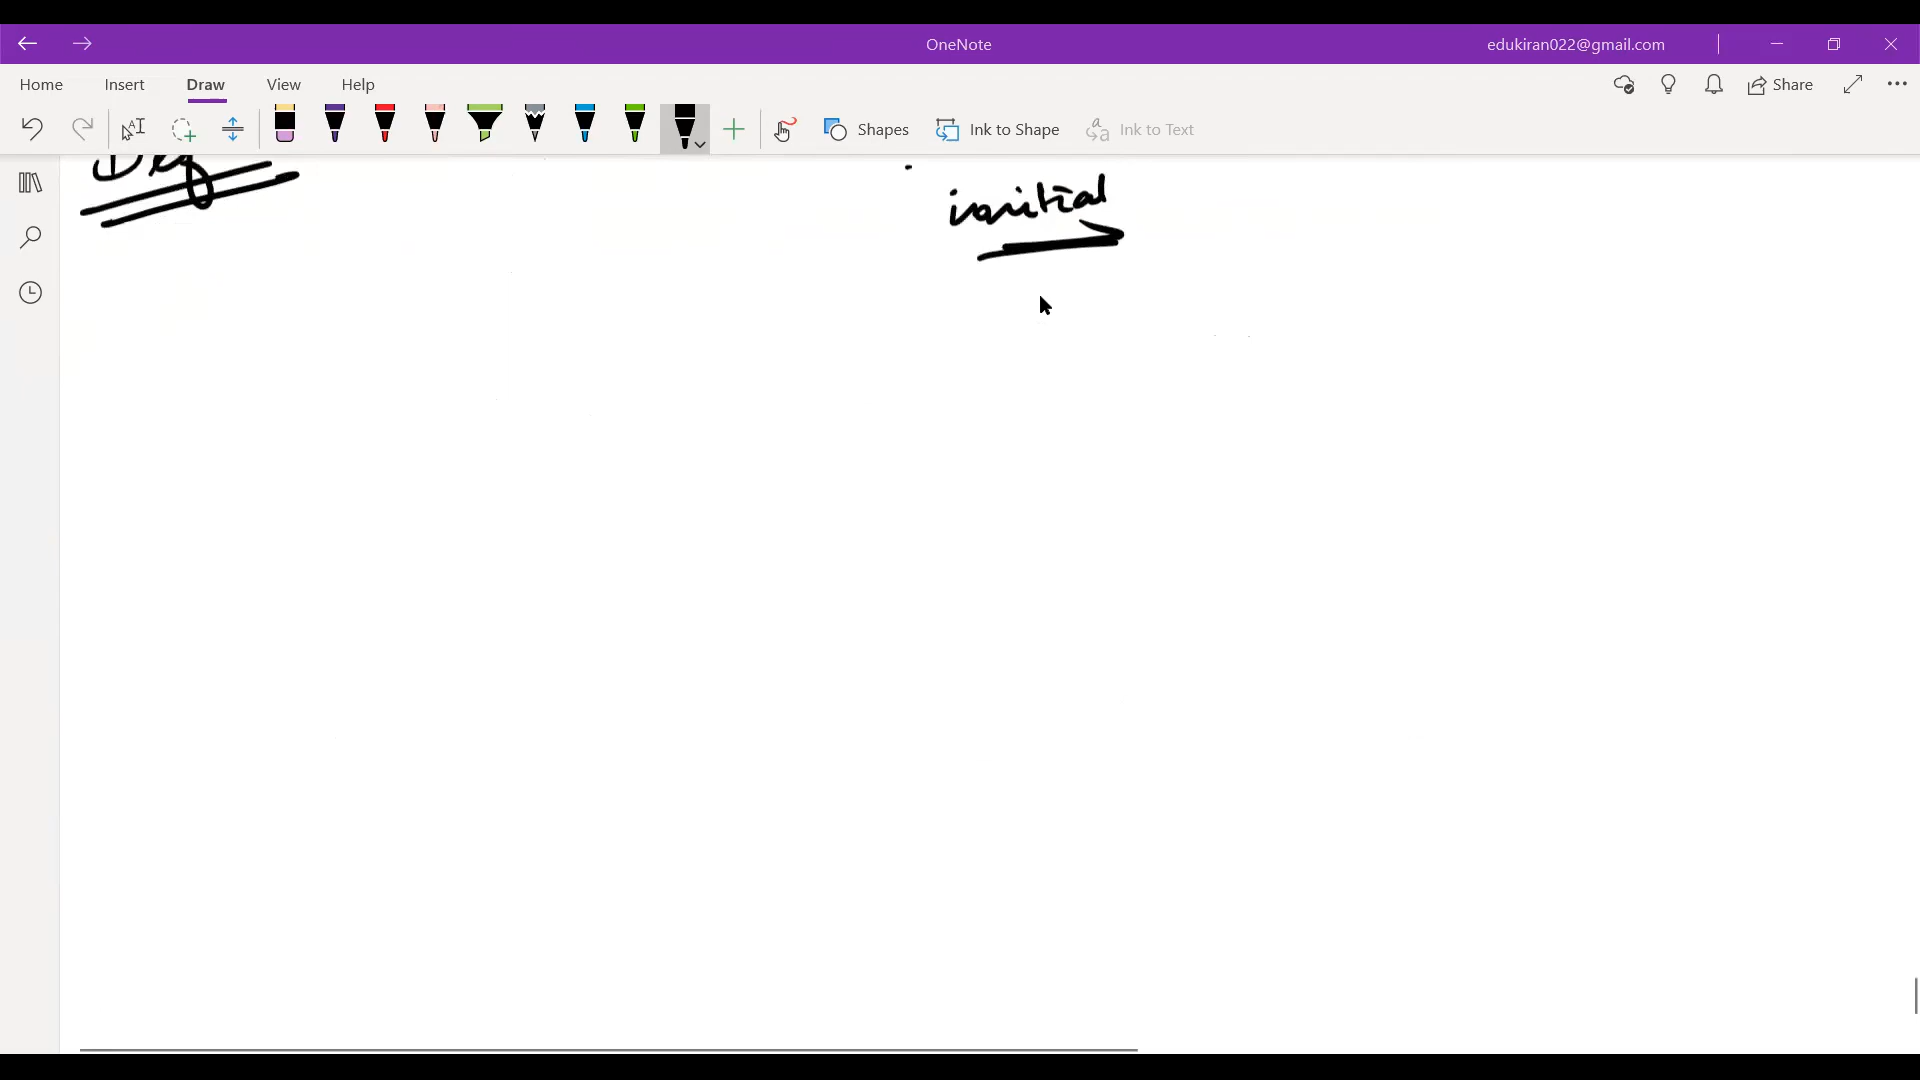 OneNote
edukiran022@gmail.com
Home Insert Draw View Help
Share
Shapes
Ink to Shape
Ink to Text
initial